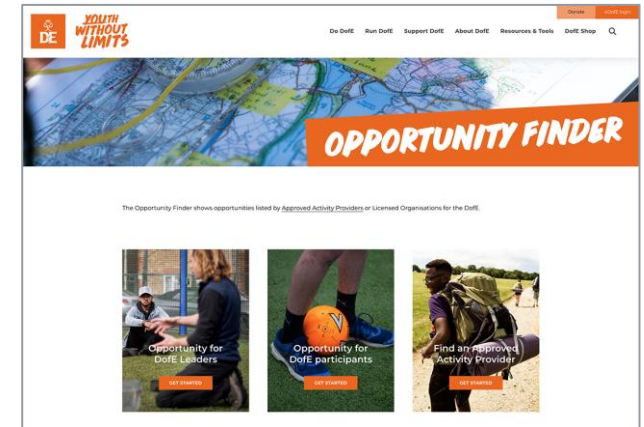 Donate
eDofE login
DofE
YOUTH
WITHOUT
LIMITS
Do DofE Run DofE Support DofE About DofE Resources & Tools DofE Shop
OPPORTUNITY FINDER
The Opportunity Finder shows opportunities listed by Approved Activity Providers or Licensed Organisations for the DofE.
Opportunity for
DofE Leaders
GET STARTED
Opportunity for
DofE participants
GET STARTED
Find an Approved
Activity Provider
GET STARTED